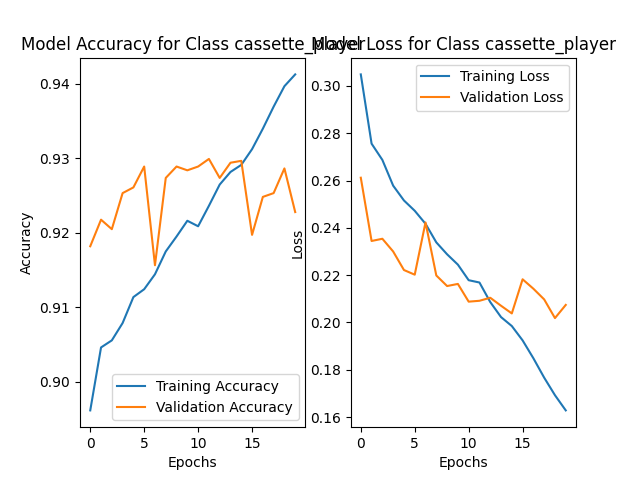 Model Accuracy for Class cassette_player
Accuracy
0.94
0.93
0.92
0.91
0.90
Training Accuracy
Validation Accuracy
0 5 10 15
Epochs
Model Loss for Class cassette_player
Loss
0.30
0.28
0.26
0.24
0.22
0.20
0.18
0.16
Training Loss
Validation Loss
0 5 10 15
Epochs